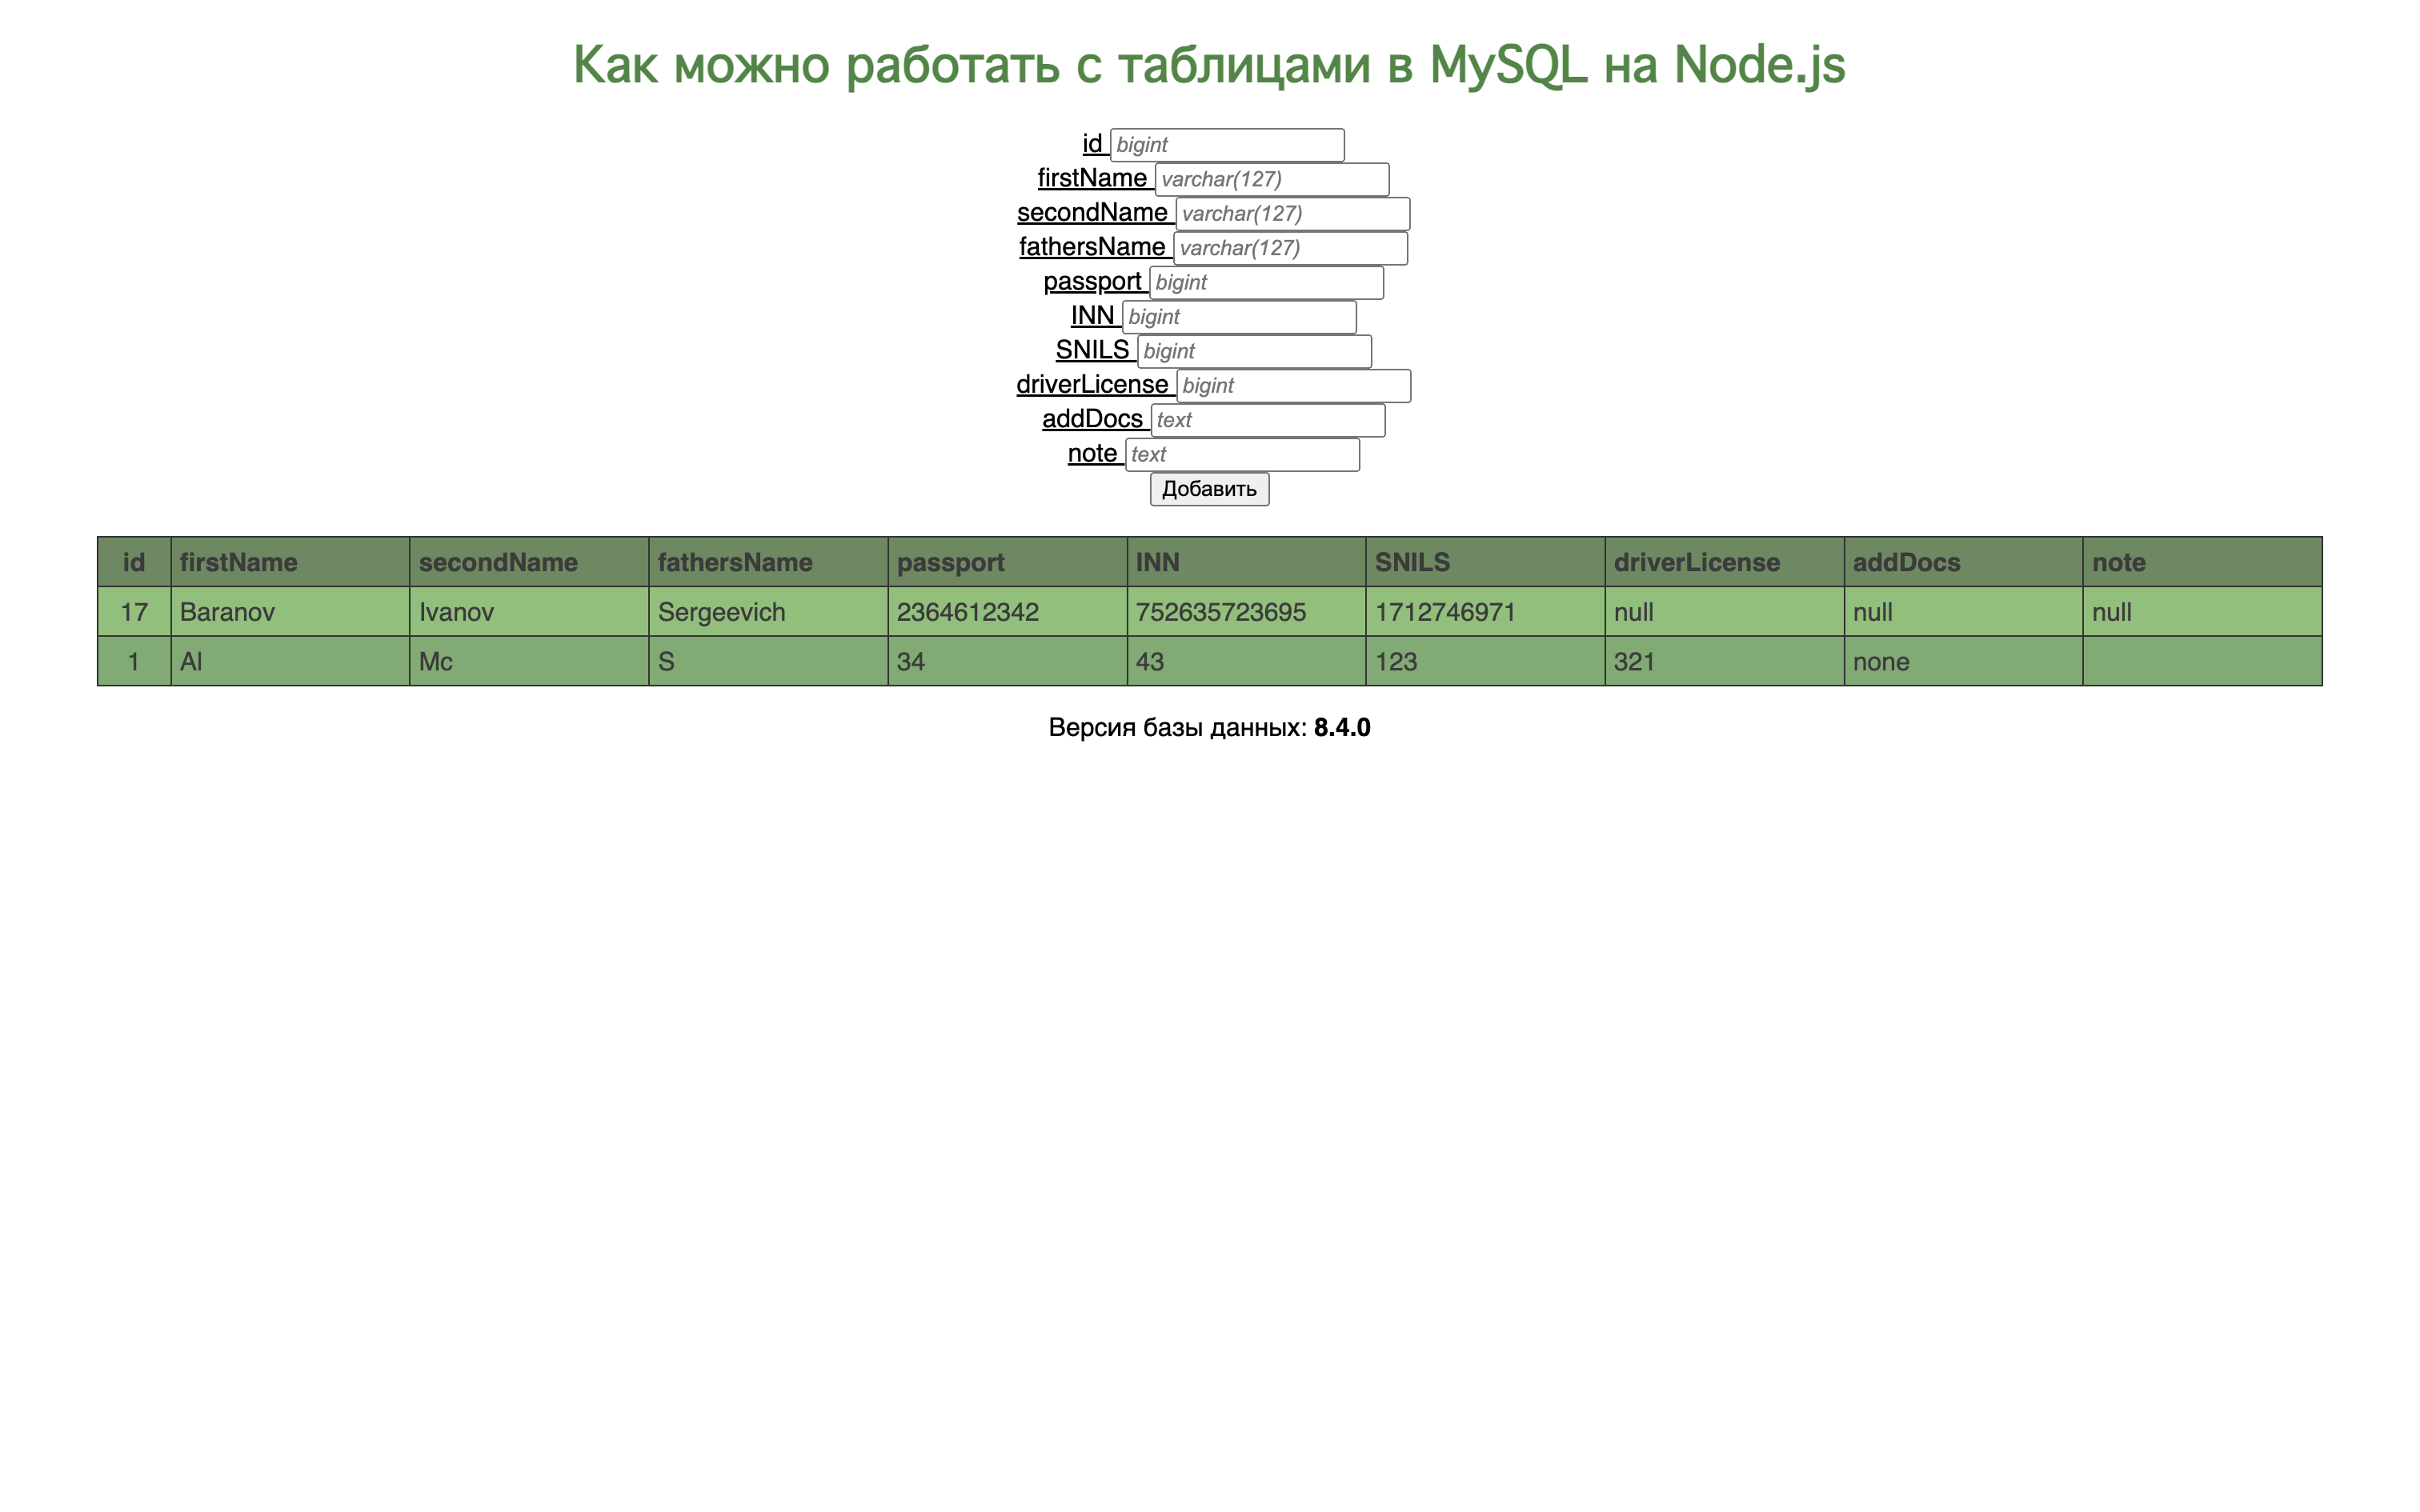 Как можно работать с таблицами в MySQL на Node.js
id bigint
firstName varchar(127)
secondName varchar(127)
fathersName varchar(127)
passport bigint
INN bigint
SNILS bigint
driverLicense bigint
addDocs text
note text
Добавить
id firstName secondName fathersName passport INN SNILS driverLicense addDocs note
17 Baranov Ivanov Sergeevich 2364612342 752635723695 1712746971 null null null
1 Al Mc S 34 43 123 321 none
Версия базы данных: 8.4.0